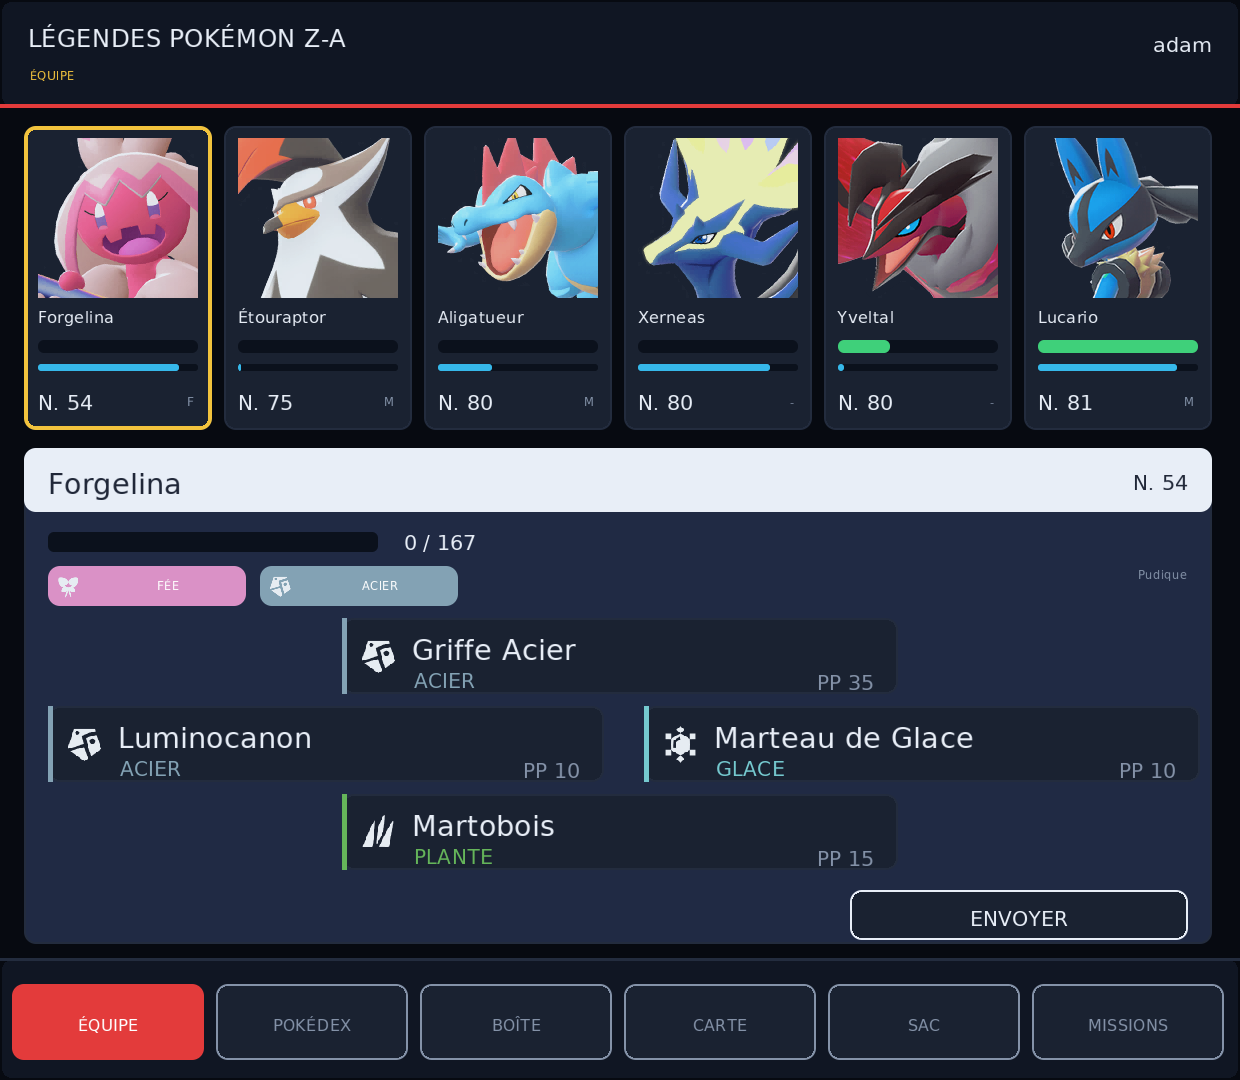 LÉGENDES POKÉMON Z-A
ÉQUIPE
adam
Forgelina
N. 54
F
Étouraptor
N. 75
M
Aligatueur
N. 80
M
Xerneas
N. 80
-
Yveltal
N. 80
-
Lucario
N. 81
M
Forgelina
N. 54
0 / 167
FÉE
ACIER
Pudique
Griffe Acier
ACIER
PP 35
Luminocanon
ACIER
PP 10
Marteau de Glace
GLACE
PP 10
Martobois
PLANTE
PP 15
ENVOYER
ÉQUIPE
POKÉDEX
BOÎTE
CARTE
SAC
MISSIONS